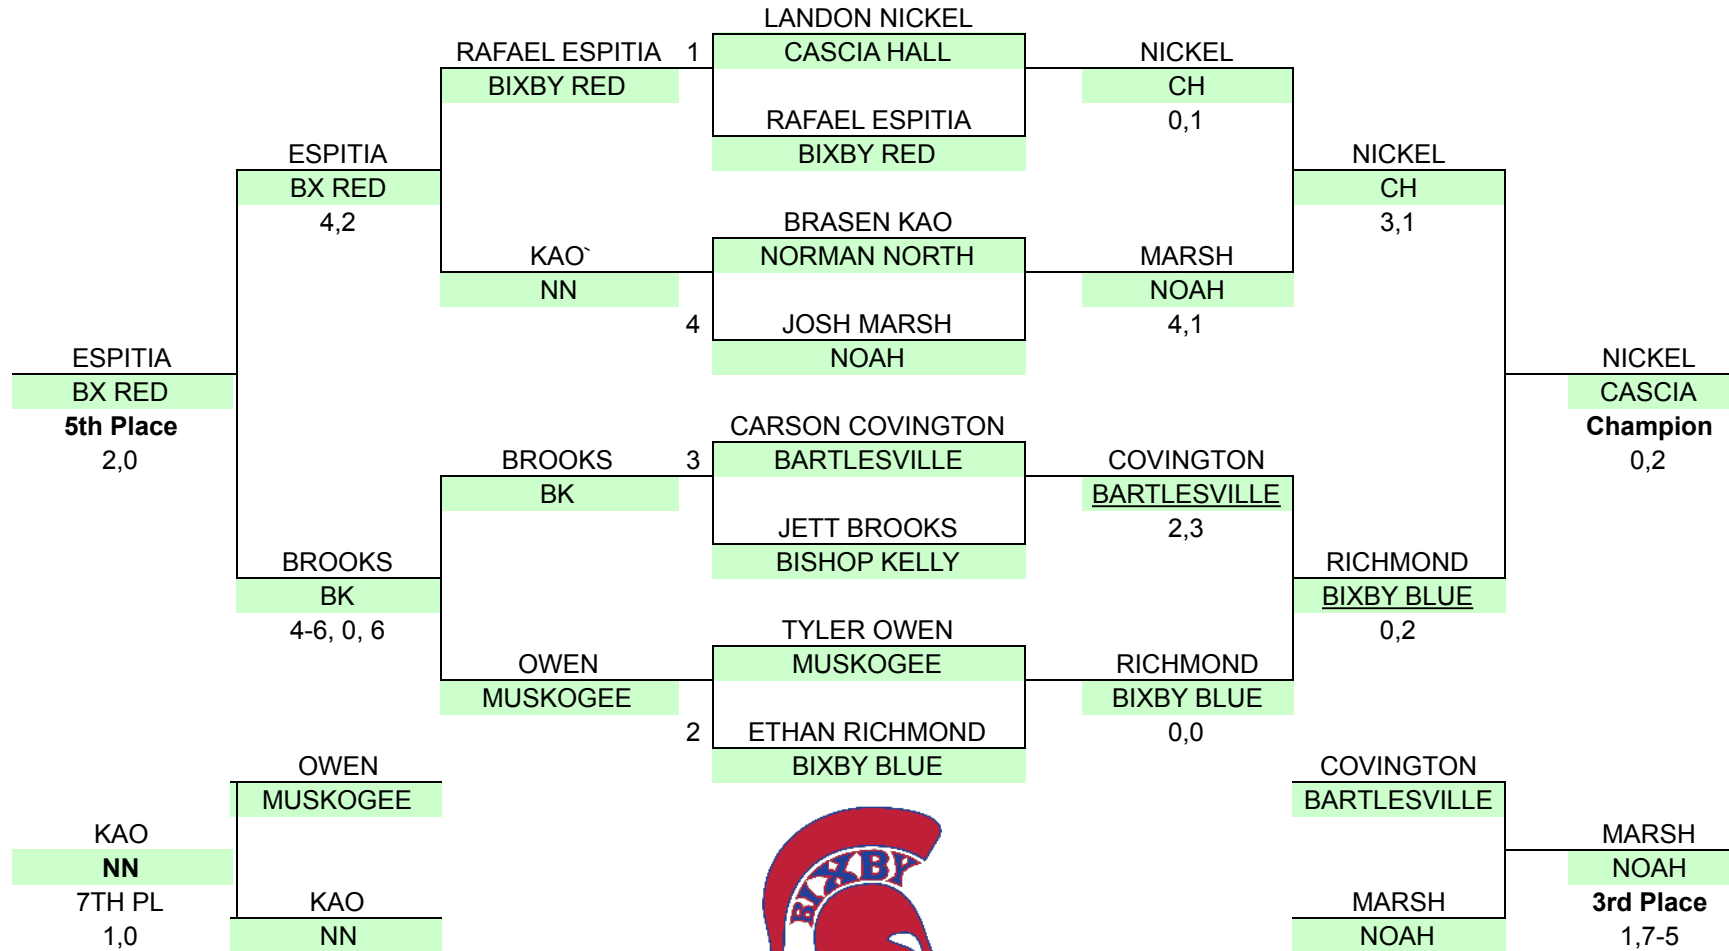 LANDON NICKEL
RAFAEL ESPITIA 1 CASCIA HALL NICKEL
BIXBY RED CH
RAFAEL ESPITIA 0,1
ESPITIA BIXBY RED NICKEL
BX RED CH
4,2 BRASEN KAO 3,1
KAO` NORMAN NORTH MARSH
NN NOAH
4 JOSH MARSH 4,1
ESPITIA NOAH NICKEL
BX RED CASCIA
5th Place CARSON COVINGTON Champion
2,0 BROOKS 3 BARTLESVILLE COVINGTON 0,2
BK BARTLESVILLE
JETT BROOKS 2,3
BROOKS BISHOP KELLY RICHMOND
BK BIXBY BLUE
4-6, 0, 6 TYLER OWEN 0,2
OWEN MUSKOGEE RICHMOND
MUSKOGEE BIXBY BLUE
2 ETHAN RICHMOND 0,0
OWEN BIXBY BLUE COVINGTON
MUSKOGEE BARTLESVILLE
KAO MARSH
NN BIXBY NOAH
7TH PL KAO MARSH 3rd Place
1,0 NN NOAH 1,7-5